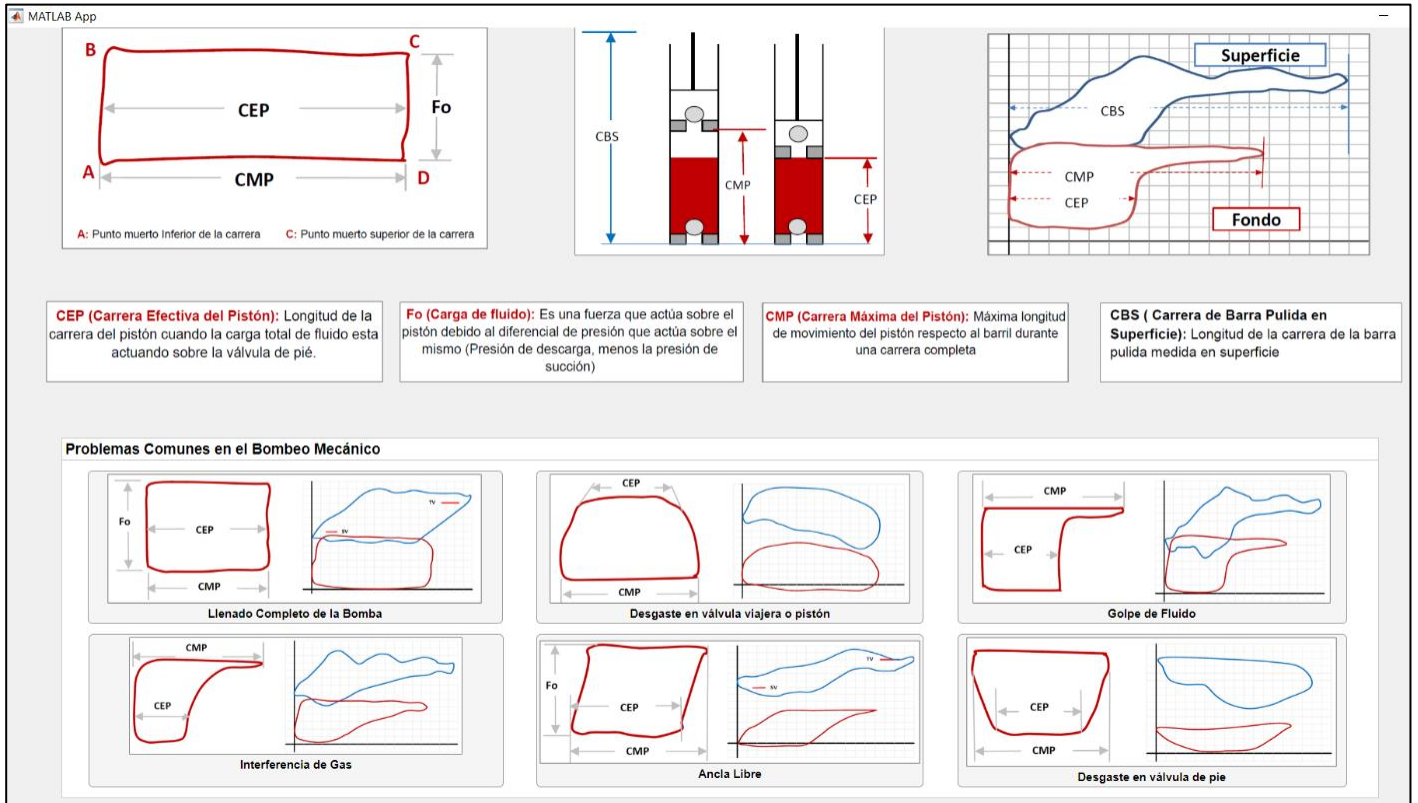 MATLAB App
B
C
CEP
Fo
A
CMP
D
A: Punto muerto Inferior de la carrera
C: Punto muerto superior de la carrera
CBS
CMP
CEP
Superficie
CBS
CMP
CEP
Fondo
CEP (Carrera Efectiva del Pistón): Longitud de la
carrera del pistón cuando la carga total de fluido esta
actuando sobre la válvula de pié.
Fo (Carga de fluido): Es una fuerza que actúa sobre el
pistón debido al diferencial de presión que actúa sobre el
mismo (Presión de descarga, menos la presión de
succión)
CMP (Carrera Máxima del Pistón): Máxima longitud
de movimiento del pistón respecto al barril durante
una carrera completa
CBS ( Carrera de Barra Pulida en
Superficie): Longitud de la carrera de la barra
pulida medida en superficie
Problemas Comunes en el Bombeo Mecánico
Fo
CEP
CMP
TV
SV
Llenado Completo de la Bomba
CEP
CMP
Desgaste en válvula viajera o pistón
CMP
CEP
Golpe de Fluido
CMP
CEP
Interferencia de Gas
Fo
CEP
CMP
TV
SV
Ancla Libre
CEP
CMP
Desgaste en válvula de pie